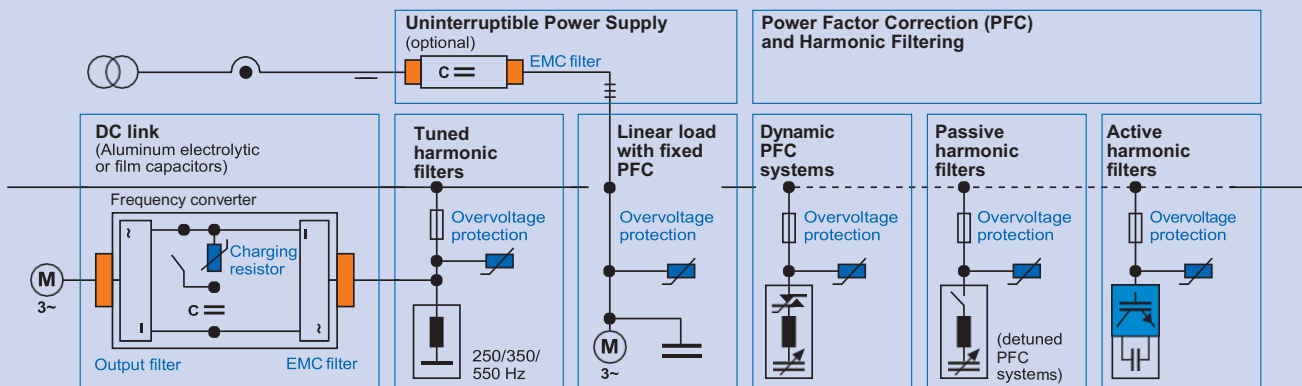 Uninterruptible Power Supply
(optional)
C
EMC filter
Power Factor Correction (PFC)
and Harmonic Filtering
DC link
(Aluminum electrolytic
or film capacitors)
Frequency converter
~
Charging
resistor
C
~
M
3~
Output filter
EMC filter
Tuned
harmonic
filters
Overvoltage
protection
250/350/
550 Hz
Linear load
with fixed
PFC
Overvoltage
protection
M
3~
Dynamic
PFC
systems
Overvoltage
protection
Passive
harmonic
filters
Overvoltage
protection
(detuned
PFC
systems)
Active
harmonic
filters
Overvoltage
protection